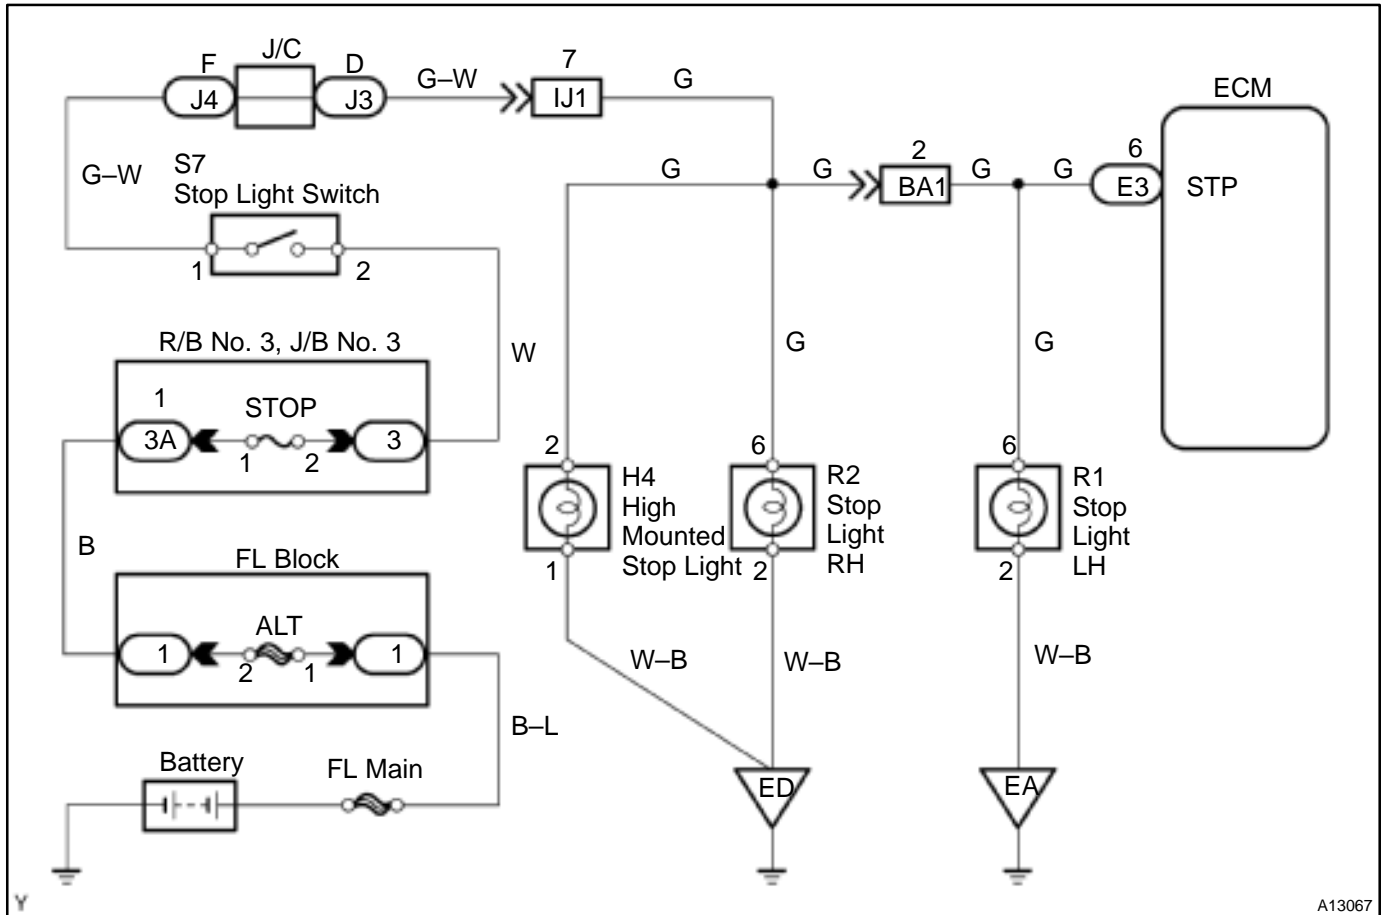 F
J/C
D
7
J4
J3
G–W
IJ1
G
ECM
S7
Stop Light Switch
G–W
1
2
G
G
2
BA1
G
G
6
E3
STP
R/B No. 3, J/B No. 3
W
1
STOP
3A
3
1
2
G
G
B
2
H4
High
Mounted
Stop Light
1
6
R2
Stop
Light
RH
2
6
R1
Stop
Light
LH
2
FL Block
ALT
1
1
2
1
W–B
W–B
W–B
B–L
Battery
FL Main
ED
EA
Y
A13067